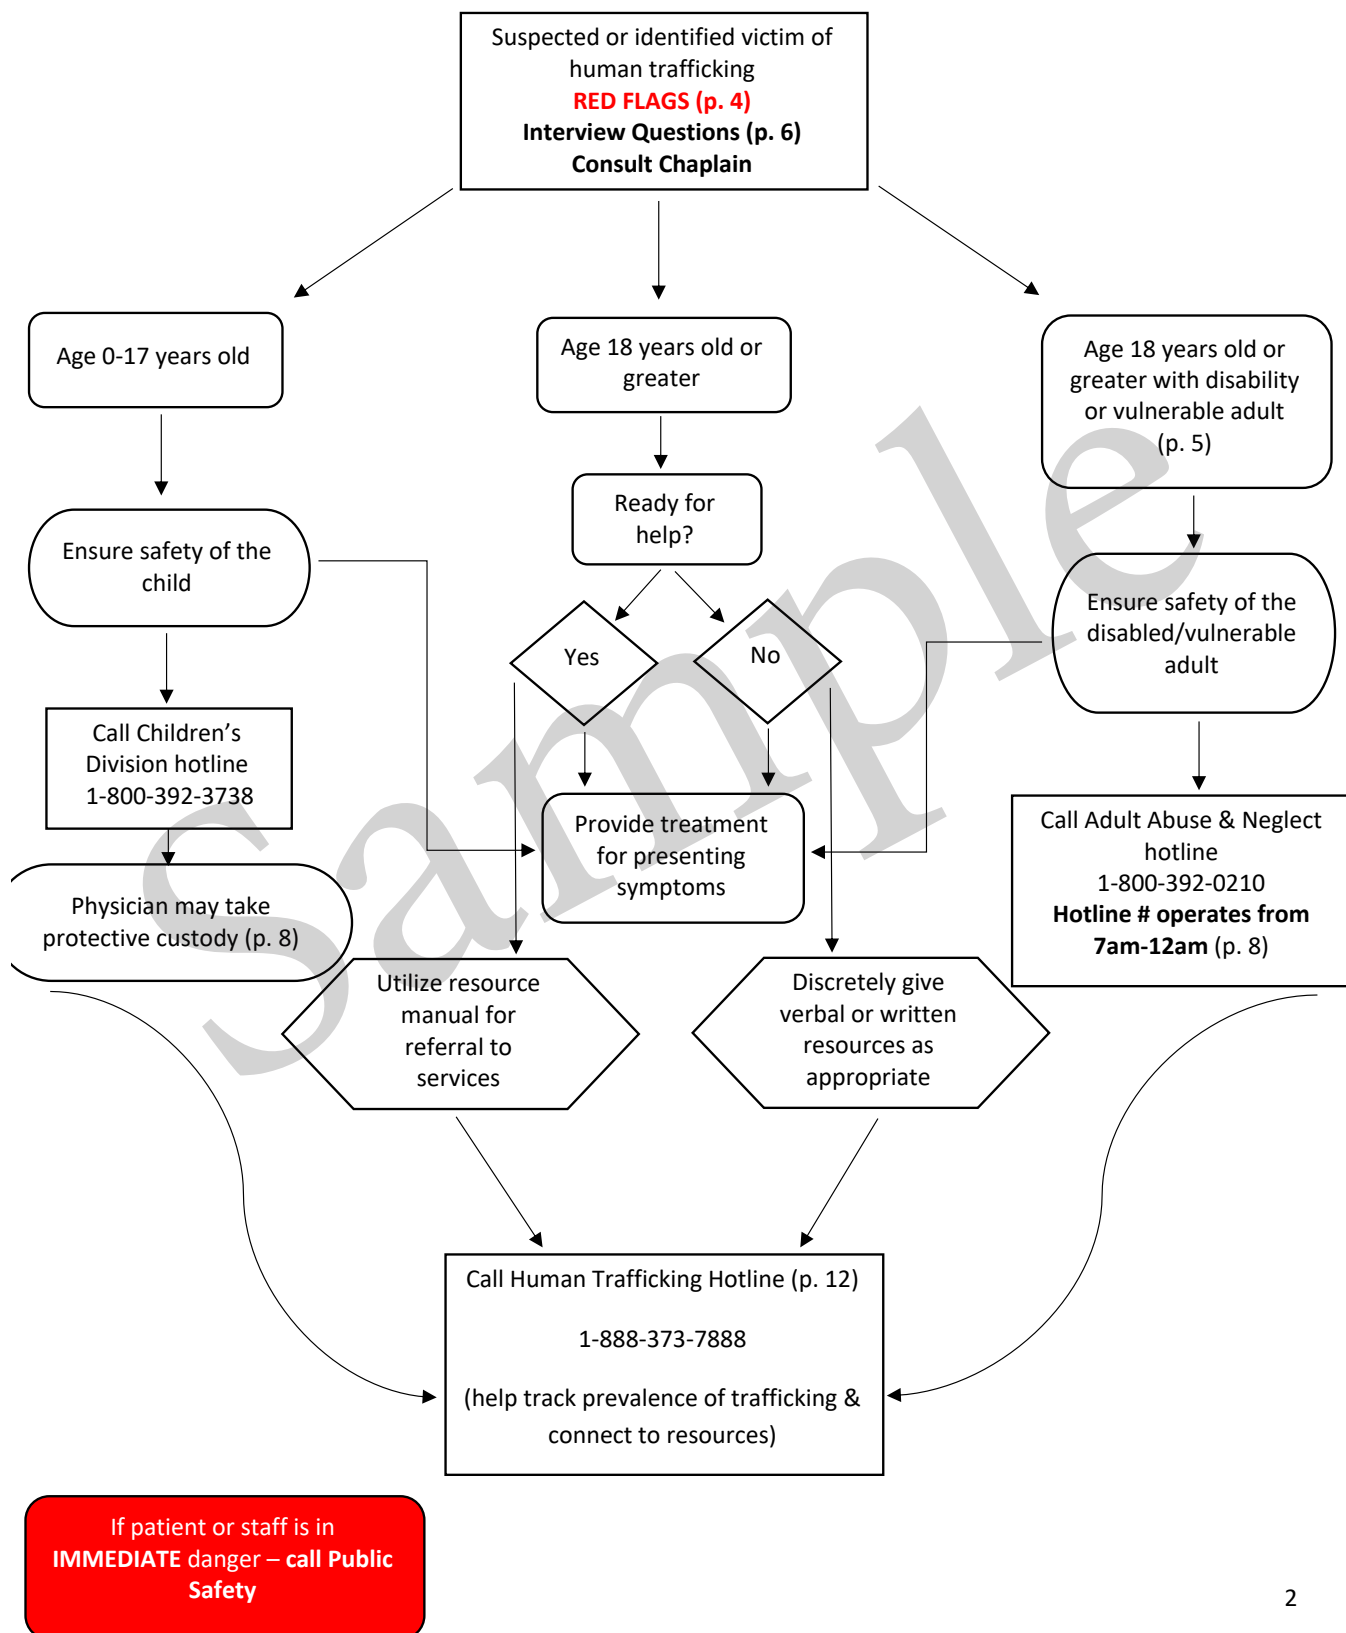 Suspected or identified victim of
human trafficking
RED FLAGS (p. 4)
Interview Questions (p. 6)
Consult Chaplain
Age 0-17 years old
Age 18 years old or
greater
Age 18 years old or
greater with disability
or vulnerable adult
(p. 5)
Ready for
help?
Ensure safety of the
child
Ensure safety of the
disabled/vulnerable
adult
Yes
No
Call Children’s
Division hotline
1-800-392-3738
Provide treatment
for presenting
symptoms
Call Adult Abuse & Neglect
hotline
1-800-392-0210
Hotline # operates from
7am-12am (p. 8)
Physician may take
protective custody (p. 8)
Utilize resource
manual for
referral to
services
Discretely give
verbal or written
resources as
appropriate
Call Human Trafficking Hotline (p. 12)
1-888-373-7888
(help track prevalence of trafficking &
connect to resources)
If patient or staff is in
IMMEDIATE danger – call Public
Safety
2
Sample